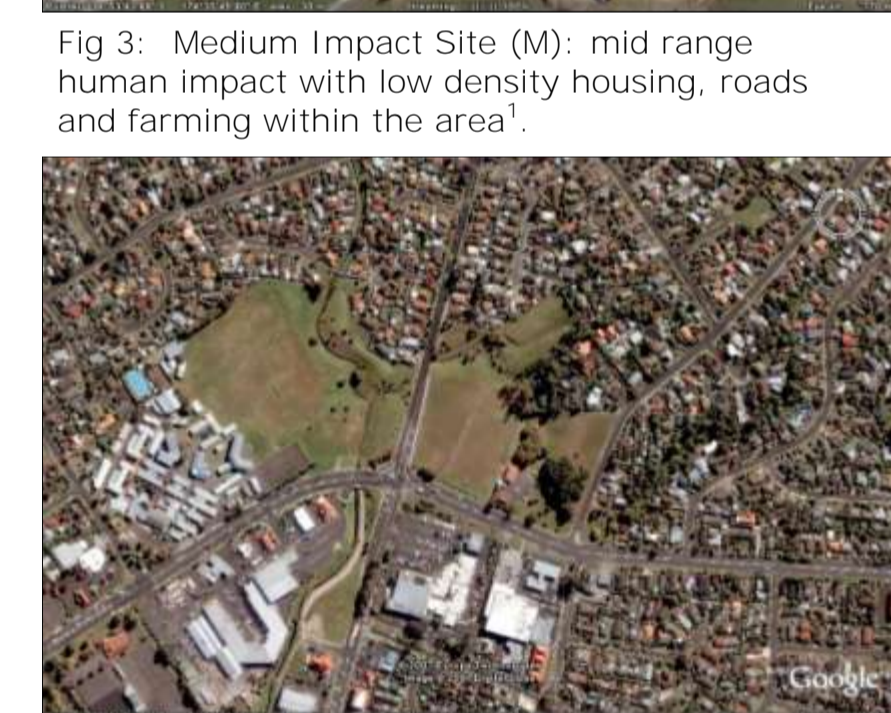 Fig 3: Medium Impact Site (M): mid range
human impact with low density housing, roads
and farming within the area¹.
Google